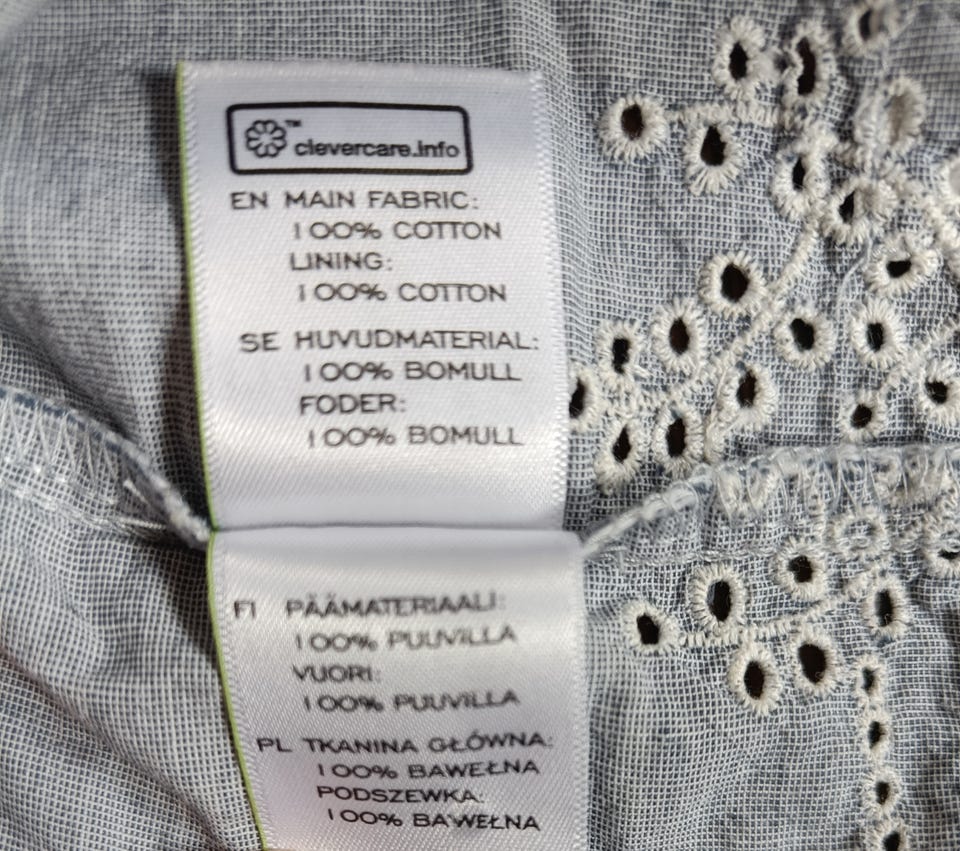 clevercare.info™
EN MAIN FABRIC:
100% COTTON
LINING:
100% COTTON
SE HUVUDMATERIAL:
100% BOMULL
FODER:
100% BOMULL
FI PÄÄMATERIAALI:
100% PUUVILLA
VUORI:
100% PUUVILLA
PL TKANINA GŁÓWNA:
100% BAWEŁNA
PODSZEWKA:
100% BAWEŁNA